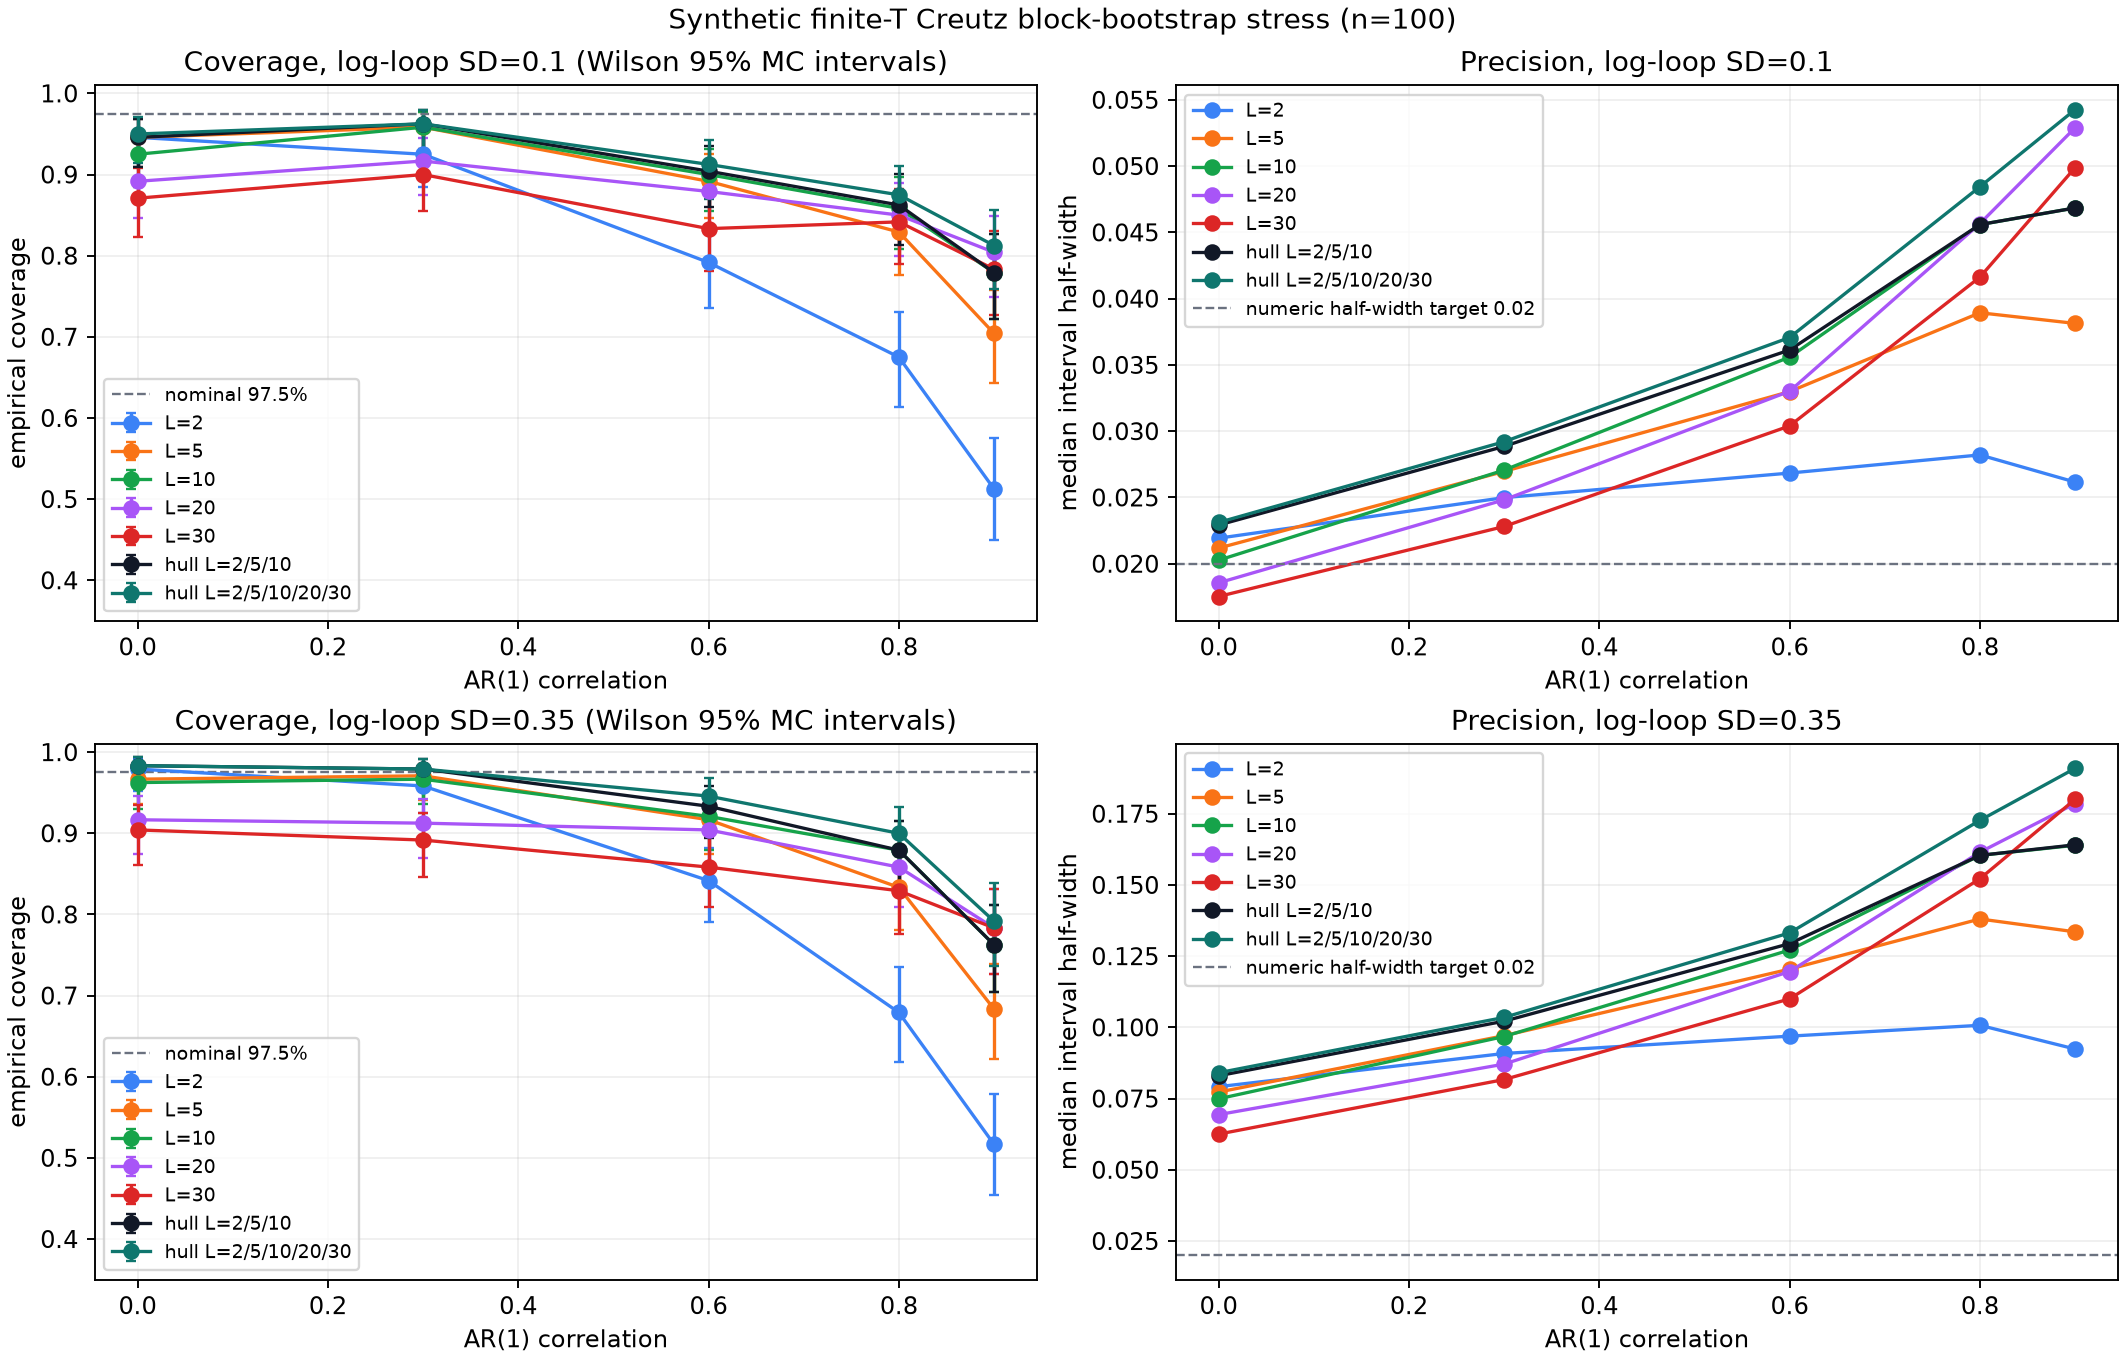 Synthetic finite-T Creutz block-bootstrap stress (n=100)
Coverage, log-loop SD=0.1 (Wilson 95% MC intervals)
1.0
0.9
0.8
0.7
0.6
0.5
0.4
empirical coverage
nominal 97.5%
L=2
L=5
L=10
L=20
L=30
hull L=2/5/10
hull L=2/5/10/20/30
0.0 0.2 0.4 0.6 0.8
AR(1) correlation
Precision, log-loop SD=0.1
0.055
0.050
0.045
0.040
0.035
0.030
0.025
0.020
median interval half-width
L=2
L=5
L=10
L=20
L=30
hull L=2/5/10
hull L=2/5/10/20/30
numeric half-width target 0.02
0.0 0.2 0.4 0.6 0.8
AR(1) correlation
Coverage, log-loop SD=0.35 (Wilson 95% MC intervals)
1.0
0.9
0.8
0.7
0.6
0.5
0.4
empirical coverage
nominal 97.5%
L=2
L=5
L=10
L=20
L=30
hull L=2/5/10
hull L=2/5/10/20/30
0.0 0.2 0.4 0.6 0.8
AR(1) correlation
Precision, log-loop SD=0.35
0.175
0.150
0.125
0.100
0.075
0.050
0.025
median interval half-width
L=2
L=5
L=10
L=20
L=30
hull L=2/5/10
hull L=2/5/10/20/30
numeric half-width target 0.02
0.0 0.2 0.4 0.6 0.8
AR(1) correlation